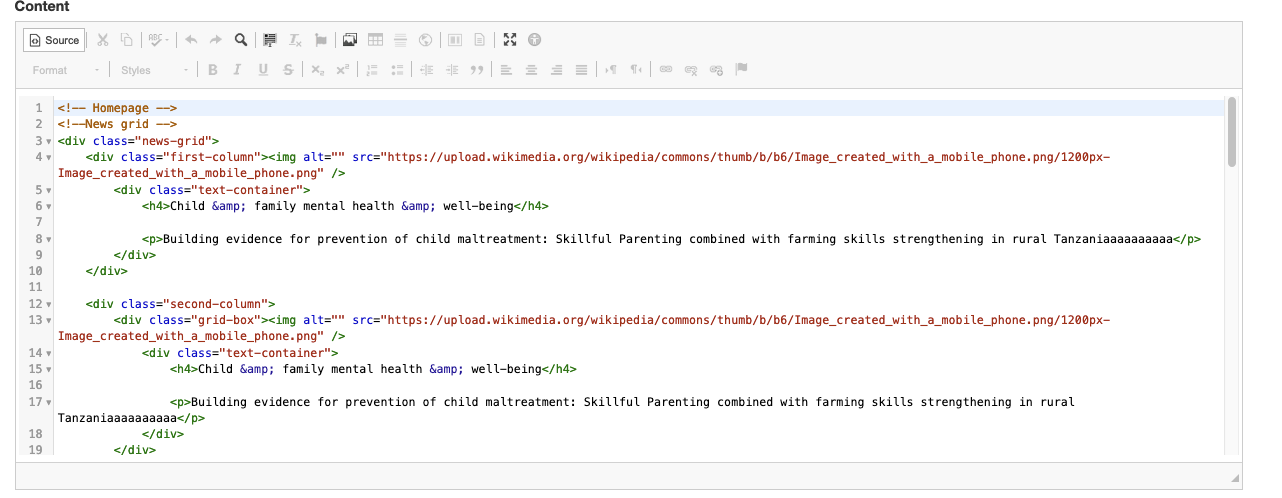 Content
Source
ABC
Format Styles B I U S x₂ x²
1 <!-- Homepage -->
2 <!--News grid -->
3 <div class="news-grid">
4 <div class="first-column"><img alt="" src="https://upload.wikimedia.org/wikipedia/commons/thumb/b/b6/Image_created_with_a_mobile_phone.png/1200px-
Image_created_with_a_mobile_phone.png" />
5 <div class="text-container">
6 <h4>Child &amp; family mental health &amp; well-being</h4>
7
8 <p>Building evidence for prevention of child maltreatment: Skillful Parenting combined with farming skills strengthening in rural Tanzaniaaaaaaaaaa</p>
9 </div>
10 </div>
11
12 <div class="second-column">
13 <div class="grid-box"><img alt="" src="https://upload.wikimedia.org/wikipedia/commons/thumb/b/b6/Image_created_with_a_mobile_phone.png/1200px-
Image_created_with_a_mobile_phone.png" />
14 <div class="text-container">
15 <h4>Child &amp; family mental health &amp; well-being</h4>
16
17 <p>Building evidence for prevention of child maltreatment: Skillful Parenting combined with farming skills strengthening in rural
Tanzaniaaaaaaaaaa</p>
18 </div>
19 </div>